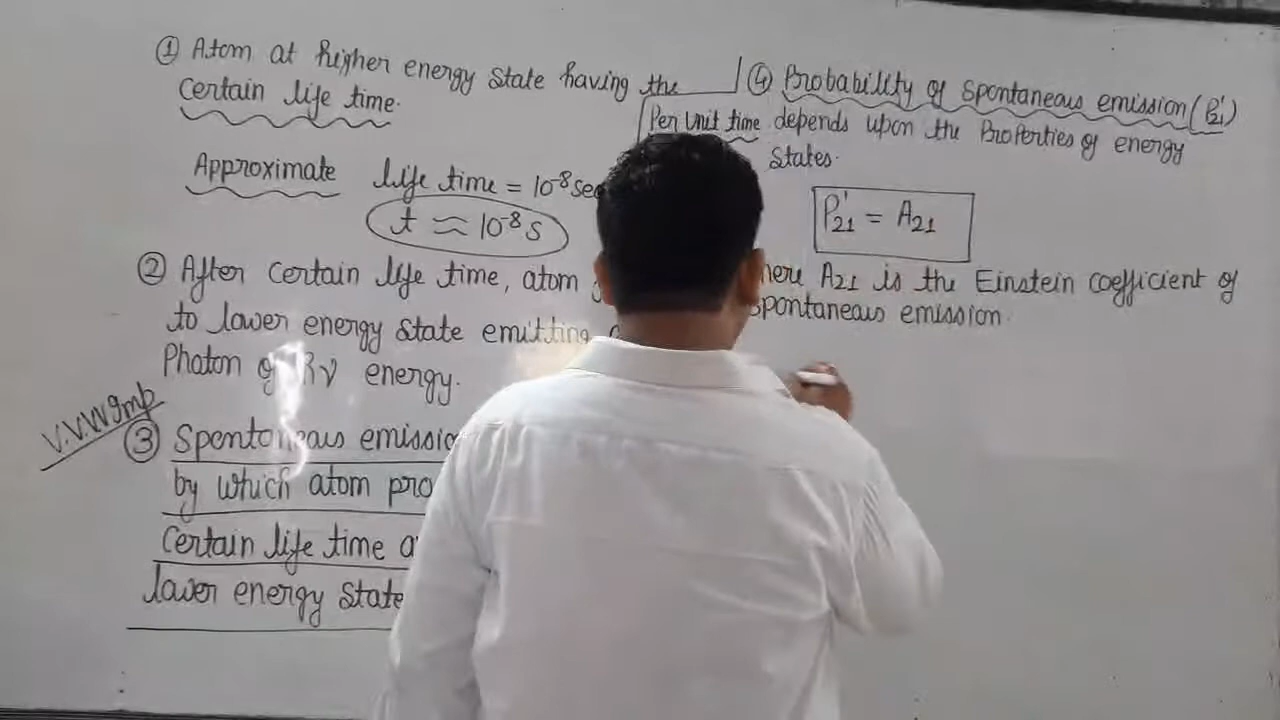 ① Atom at higher energy state having the
certain life time.
Approximate life time = 10⁻⁸ sec
t ≈ 10⁻⁸ s
② After certain life time, atom
to lower energy state emitting
Photon of hν energy.
V.V.V Imp
③ Spontaneous emission
by which atom
certain life time
lower energy state
④ Probability of spontaneous emission (P'₂₁)
Per unit time depends upon the Properties of energy
states.
P'₂₁ = A₂₁
A₂₁ is the Einstein coefficient of
spontaneous emission.